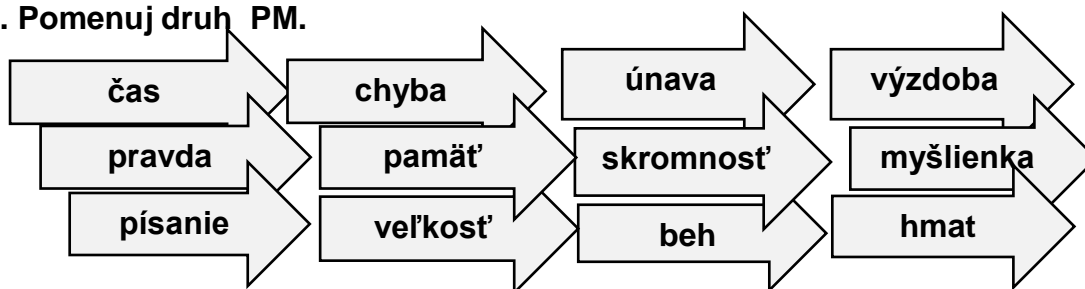 . Pomenuj druh PM.
čas chyba únava výzdoba
pravda pamäť skromnosť myšlienka
písanie veľkosť beh hmat